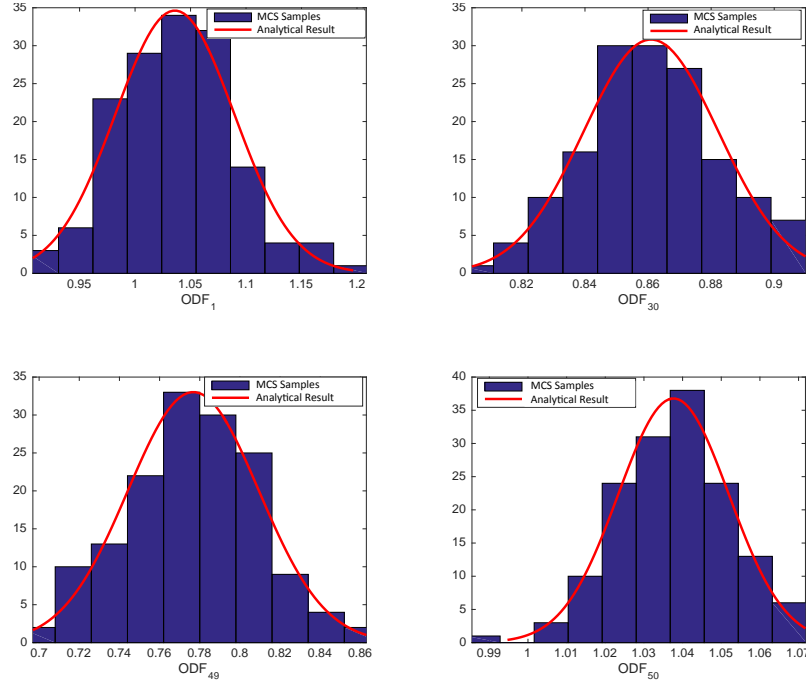 MCS Samples
Analytical Result
35
30
25
20
15
10
5
0
0.95 1 1.05 1.1 1.15 1.2
ODF1
MCS Samples
Analytical Result
35
30
25
20
15
10
5
0
0.82 0.84 0.86 0.88 0.9
ODF30
MCS Samples
Analytical Result
35
30
25
20
15
10
5
0
0.7 0.72 0.74 0.76 0.78 0.8 0.82 0.84 0.86
ODF49
MCS Samples
Analytical Result
40
35
30
25
20
15
10
5
0
0.99 1 1.01 1.02 1.03 1.04 1.05 1.06 1.07
ODF50